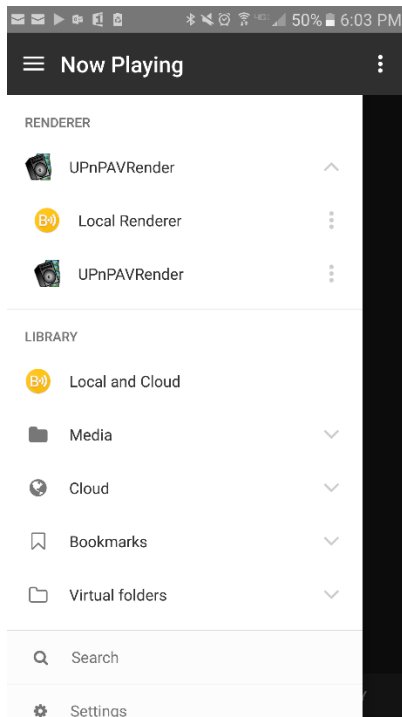 50% 6:03 PM
Now Playing
RENDERER
UPnPAVRender
Local Renderer
UPnPAVRender
LIBRARY
Local and Cloud
Media
Cloud
Bookmarks
Virtual folders
Search
Settings